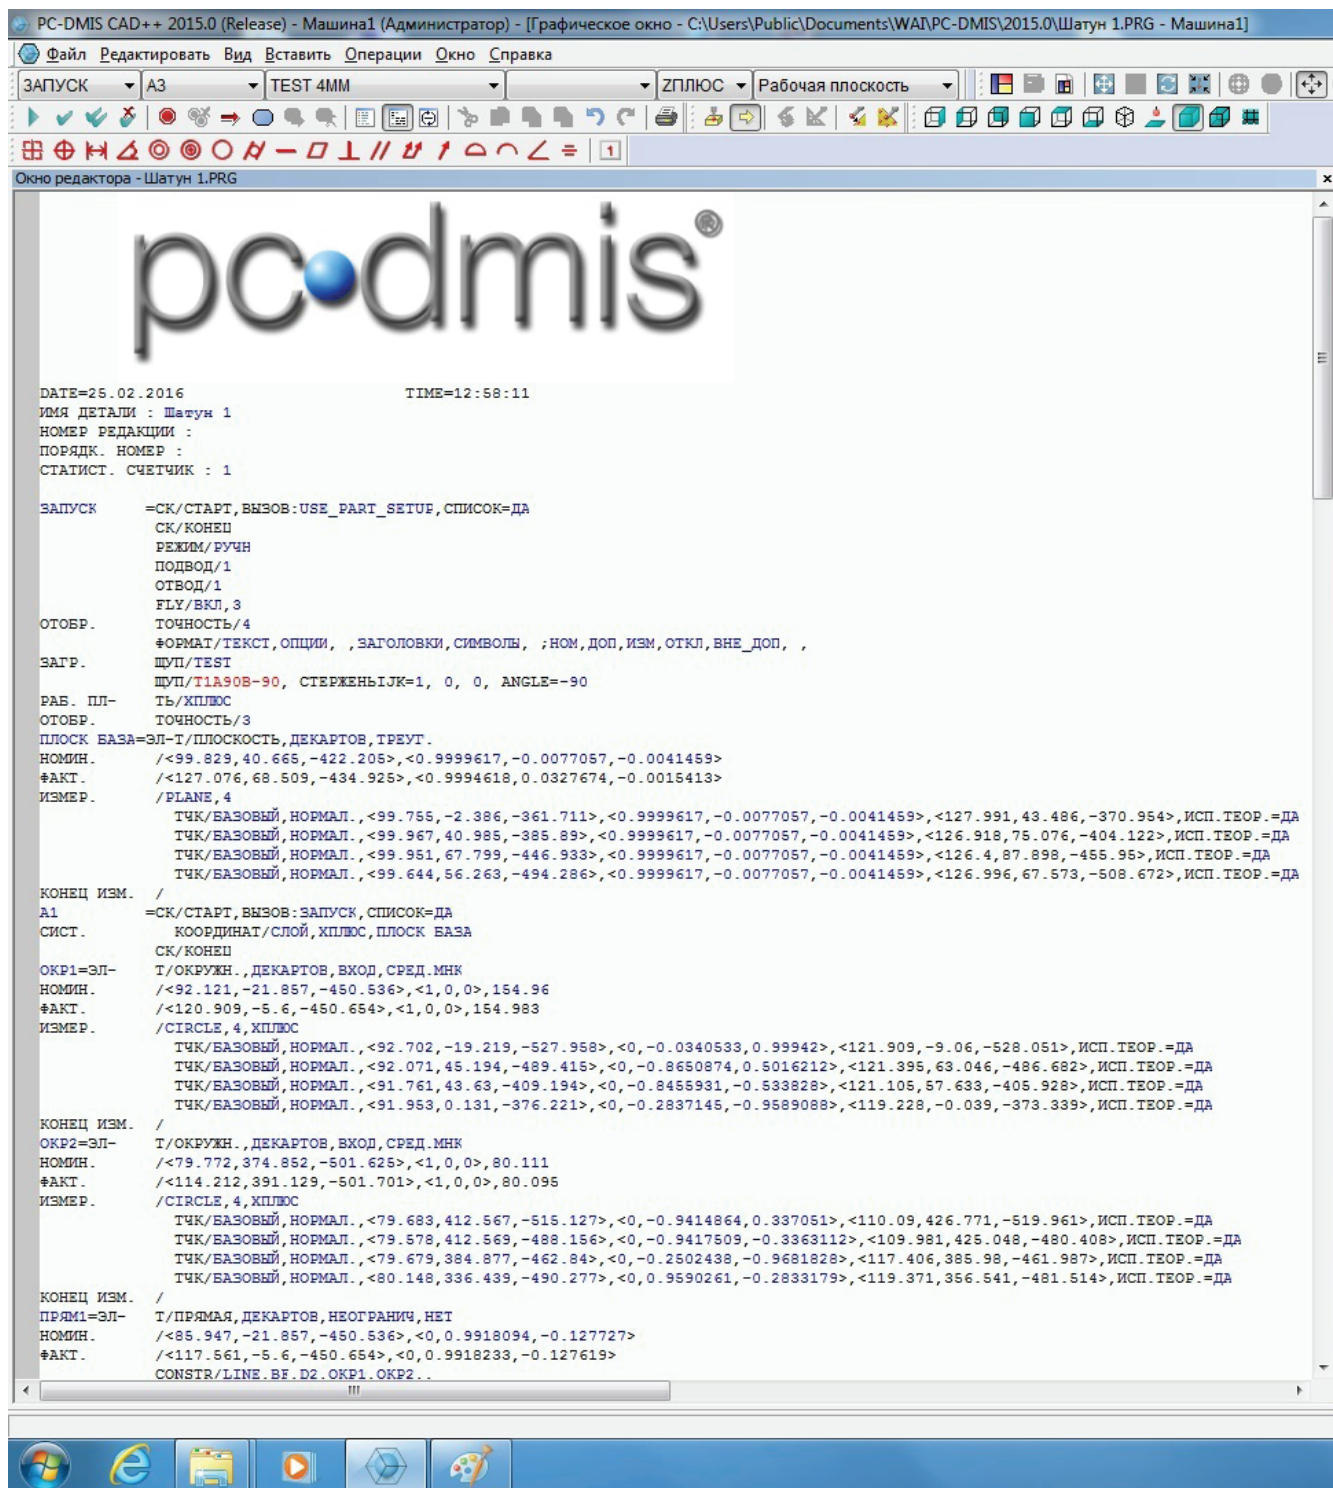 PC-DMIS CAD++ 2015.0 (Release) - Машина1 (Администратор) - [Графическое окно - C:\Users\Public\Documents\WAI\PC-DMIS\2015.0\Шатун 1.PRG - Машина1]
Файл Редактировать Вид Вставить Операции Окно Справка
ЗАПУСК A3 TEST 4MM ZПЛЮС Рабочая плоскость
1
Окно редактора - Шатун 1.PRG
pc dmis®
DATE=25.02.2016 TIME=12:58:11
ИМЯ ДЕТАЛИ : Шатун 1
НОМЕР РЕДАКЦИИ :
ПОРЯДК. НОМЕР :
СТАТИСТ. СЧЕТЧИК : 1
ЗАПУСК =СК/СТАРТ,ВЫЗОВ:USE_PART_SETUP,СПИСОК=ДА
СК/КОНЕЦ
РЕЖИМ/РУЧН
ПОДВОД/1
ОТВОД/1
FLY/ВКЛ,3
ОТОБР. ТОЧНОСТЬ/4
ФОРМАТ/ТЕКСТ,ОПЦИИ, ,ЗАГОЛОВКИ,СИМВОЛЫ, ;НОМ,ДОП,ИЗМ,ОТКЛ,ВНЕ_ДОП, ,
ЗАГР. ЩУП/TEST
ЩУП/T1A90B-90, СТЕРЖЕНЬIJK=1, 0, 0, ANGLE=-90
РАБ. ПЛ- ТЬ/XПЛЮС
ОТОБР. ТОЧНОСТЬ/3
ПЛОСК БАЗА=ЭЛ-Т/ПЛОСКОСТЬ,ДЕКАРТОВ,ТРЕУГ.
НОМИН. /<99.829,40.665,-422.205>,<0.9999617,-0.0077057,-0.0041459>
ФАКТ. /<127.076,68.509,-434.925>,<0.9994618,0.0327674,-0.0015413>
ИЗМЕР. /PLANE,4
ТЧК/БАЗОВЫЙ,НОРМАЛ.,<99.755,-2.386,-361.711>,<0.9999617,-0.0077057,-0.0041459>,<127.991,43.486,-370.954>,ИСП.ТЕОР.=ДА
ТЧК/БАЗОВЫЙ,НОРМАЛ.,<99.967,40.985,-385.89>,<0.9999617,-0.0077057,-0.0041459>,<126.918,75.076,-404.122>,ИСП.ТЕОР.=ДА
ТЧК/БАЗОВЫЙ,НОРМАЛ.,<99.951,67.799,-446.933>,<0.9999617,-0.0077057,-0.0041459>,<126.4,87.898,-455.95>,ИСП.ТЕОР.=ДА
ТЧК/БАЗОВЫЙ,НОРМАЛ.,<99.644,56.263,-494.286>,<0.9999617,-0.0077057,-0.0041459>,<126.996,67.573,-508.672>,ИСП.ТЕОР.=ДА
КОНЕЦ ИЗМ. /
A1 =СК/СТАРТ,ВЫЗОВ:ЗАПУСК,СПИСОК=ДА
СИСТ. КООРДИНАТ/СЛОЙ,XПЛЮС,ПЛОСК БАЗА
СК/КОНЕЦ
ОКР1=ЭЛ- Т/ОКРУЖН.,ДЕКАРТОВ,ВХОД,СРЕД.МНК
НОМИН. /<92.121,-21.857,-450.536>,<1,0,0>,154.96
ФАКТ. /<120.909,-5.6,-450.654>,<1,0,0>,154.983
ИЗМЕР. /CIRCLE,4,XПЛЮС
ТЧК/БАЗОВЫЙ,НОРМАЛ.,<92.702,-19.219,-527.958>,<0,-0.0340533,0.99942>,<121.909,-9.06,-528.051>,ИСП.ТЕОР.=ДА
ТЧК/БАЗОВЫЙ,НОРМАЛ.,<92.071,45.194,-489.415>,<0,-0.8650874,0.5016212>,<121.395,63.046,-486.682>,ИСП.ТЕОР.=ДА
ТЧК/БАЗОВЫЙ,НОРМАЛ.,<91.761,43.63,-409.194>,<0,-0.8455931,-0.533828>,<121.105,57.633,-405.928>,ИСП.ТЕОР.=ДА
ТЧК/БАЗОВЫЙ,НОРМАЛ.,<91.953,0.131,-376.221>,<0,-0.2837145,-0.9589088>,<119.228,-0.039,-373.339>,ИСП.ТЕОР.=ДА
КОНЕЦ ИЗМ. /
ОКР2=ЭЛ- Т/ОКРУЖН.,ДЕКАРТОВ,ВХОД,СРЕД.МНК
НОМИН. /<79.772,374.852,-501.625>,<1,0,0>,80.111
ФАКТ. /<114.212,391.129,-501.701>,<1,0,0>,80.095
ИЗМЕР. /CIRCLE,4,XПЛЮС
ТЧК/БАЗОВЫЙ,НОРМАЛ.,<79.683,412.567,-515.127>,<0,-0.9414864,0.337051>,<110.09,426.771,-519.961>,ИСП.ТЕОР.=ДА
ТЧК/БАЗОВЫЙ,НОРМАЛ.,<79.578,412.569,-488.156>,<0,-0.9417509,-0.3363112>,<109.981,425.048,-480.408>,ИСП.ТЕОР.=ДА
ТЧК/БАЗОВЫЙ,НОРМАЛ.,<79.679,384.877,-462.84>,<0,-0.2502438,-0.9681828>,<117.406,385.98,-461.987>,ИСП.ТЕОР.=ДА
ТЧК/БАЗОВЫЙ,НОРМАЛ.,<80.148,336.439,-490.277>,<0,0.9590261,-0.2833179>,<119.371,356.541,-481.514>,ИСП.ТЕОР.=ДА
КОНЕЦ ИЗМ. /
ПРЯМ1=ЭЛ- Т/ПРЯМАЯ,ДЕКАРТОВ,НЕОГРАНИЧ,НЕТ
НОМИН. /<85.947,-21.857,-450.536>,<0,0.9918094,-0.127727>
ФАКТ. /<117.561,-5.6,-450.654>,<0,0.9918233,-0.127619>
CONSTR/LINE,BF,D2,ОКР1,ОКР2,,